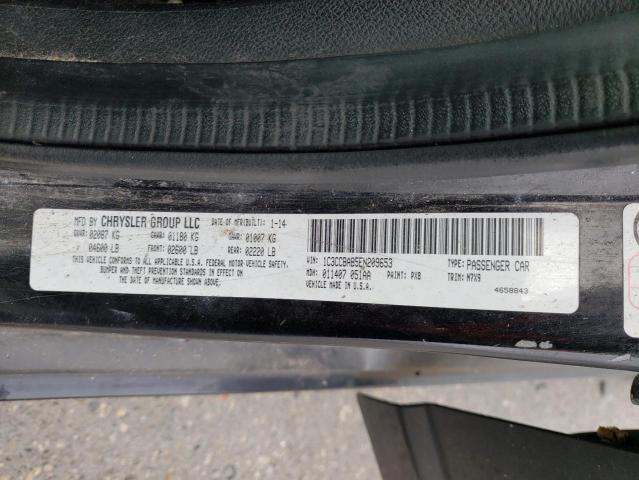 MFD BY CHRYSLER GROUP LLC DATE OF MFR(BUILT): 1-14
GVWR: 02087 KG GAWR: 01180 KG GAWR: 01007 KG
04600 LB FRONT: 02600 LB REAR: 02220 LB
THIS VEHICLE CONFORMS TO ALL APPLICABLE U.S.A. FEDERAL MOTOR VEHICLE SAFETY,
BUMPER AND THEFT PREVENTION STANDARDS IN EFFECT ON
THE DATE OF MANUFACTURE SHOWN ABOVE.
VIN: 1C3CCBAB5EN209653 TYPE: PASSENGER CAR
MDH: 011407 051AA PAINT: PX8 TRIM: M7X9
VEHICLE MADE IN U.S.A. 4658843